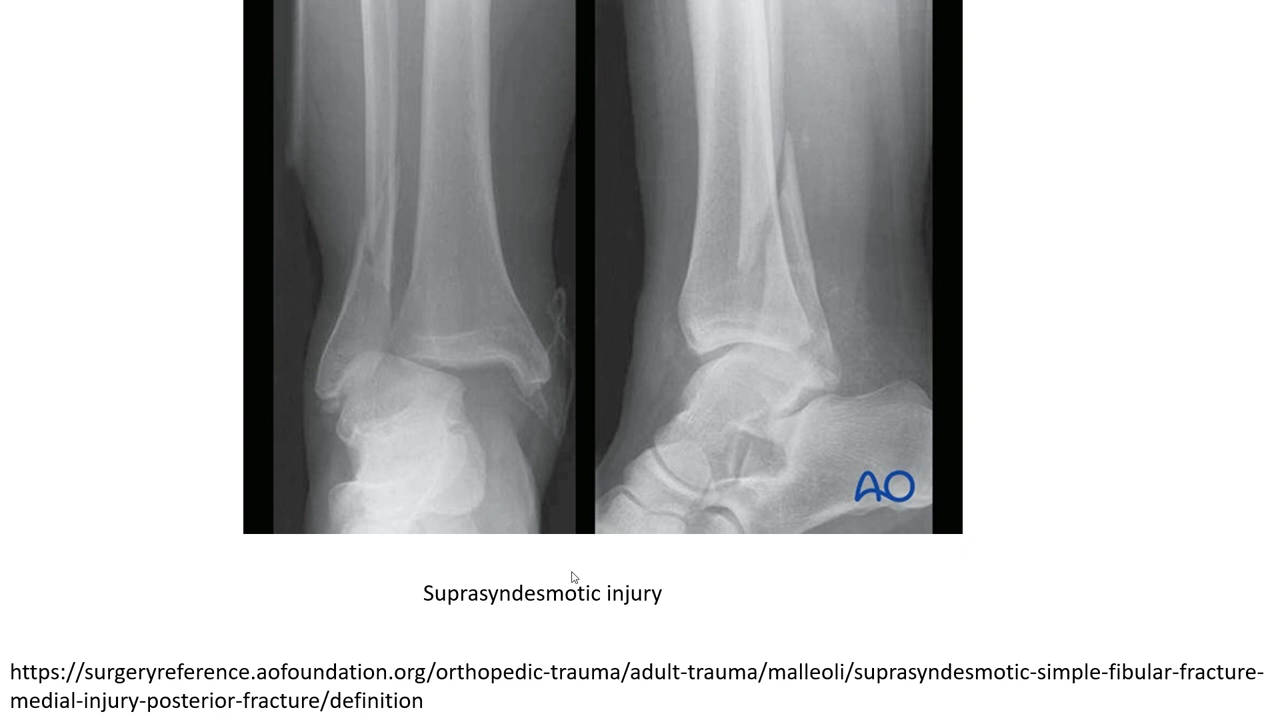 AO
Suprasyndesmotic injury
https://surgeryreference.aofoundation.org/orthopedic-trauma/adult-trauma/malleoli/suprasyndesmotic-simple-fibular-fracture-
medial-injury-posterior-fracture/definition